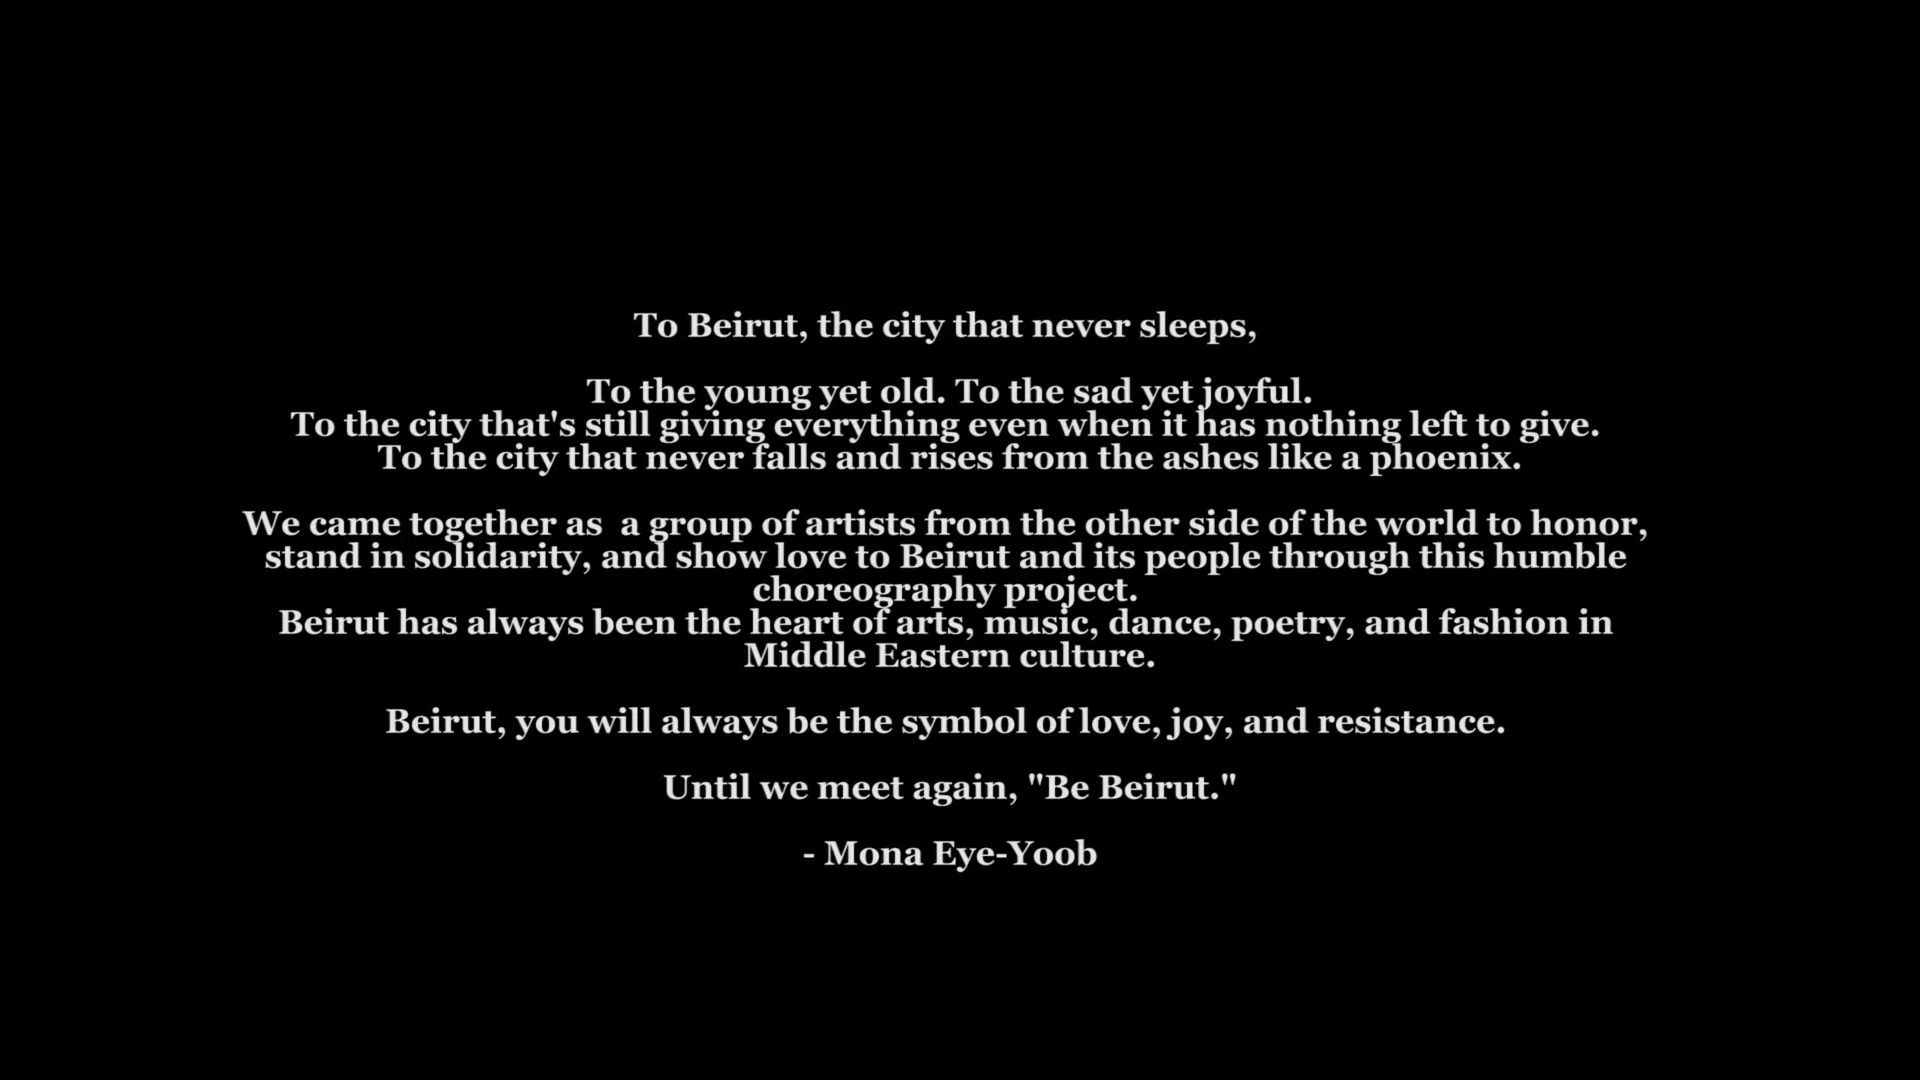 To Beirut, the city that never sleeps,
To the young yet old. To the sad yet joyful.
To the city that's still giving everything even when it has nothing left to give.
To the city that never falls and rises from the ashes like a phoenix.
We came together as  a group of artists from the other side of the world to honor,
stand in solidarity, and show love to Beirut and its people through this humble
choreography project.
Beirut has always been the heart of arts, music, dance, poetry, and fashion in
Middle Eastern culture.
Beirut, you will always be the symbol of love, joy, and resistance.
Until we meet again, "Be Beirut."
- Mona Eye-Yoob